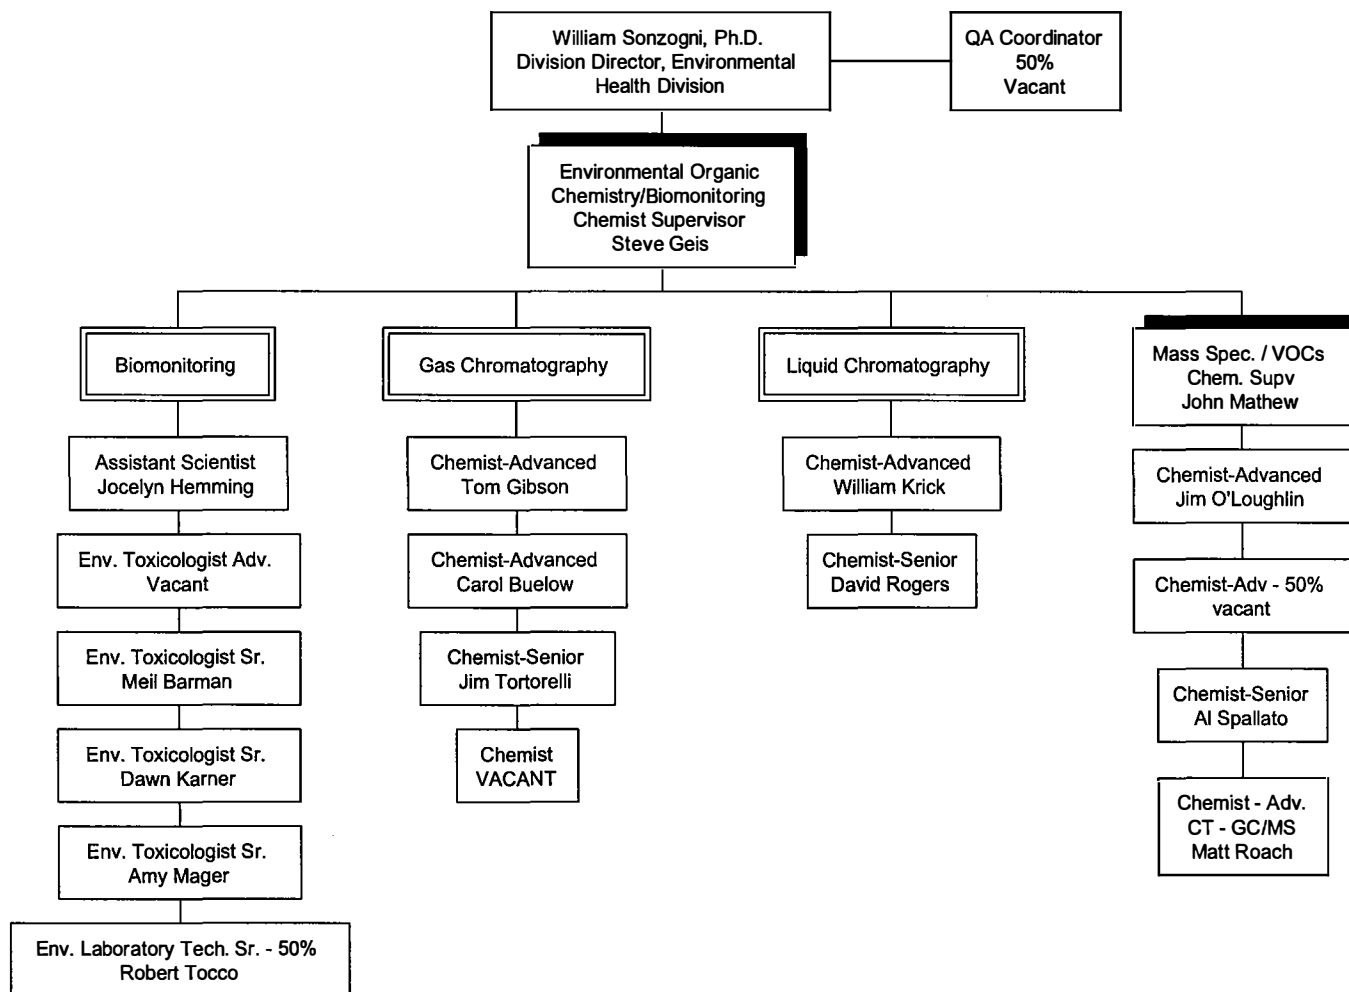 William Sonzogni, Ph.D.
Division Director, Environmental
Health Division
QA Coordinator
50%
Vacant
Environmental Organic
Chemistry/Biomonitoring
Chemist Supervisor
Steve Geis
Biomonitoring
Assistant Scientist
Jocelyn Hemming
Env. Toxicologist Adv.
Vacant
Env. Toxicologist Sr.
Meil Barman
Env. Toxicologist Sr.
Dawn Karner
Env. Toxicologist Sr.
Amy Mager
Env. Laboratory Tech. Sr. - 50%
Robert Tocco
Gas Chromatography
Chemist-Advanced
Tom Gibson
Chemist-Advanced
Carol Buelow
Chemist-Senior
Jim Tortorelli
Chemist
VACANT
Liquid Chromatography
Chemist-Advanced
William Krick
Chemist-Senior
David Rogers
Mass Spec. / VOCs
Chem. Supv
John Mathew
Chemist-Advanced
Jim O'Loughlin
Chemist-Adv - 50%
vacant
Chemist-Senior
Al Spallato
Chemist - Adv.
CT - GC/MS
Matt Roach